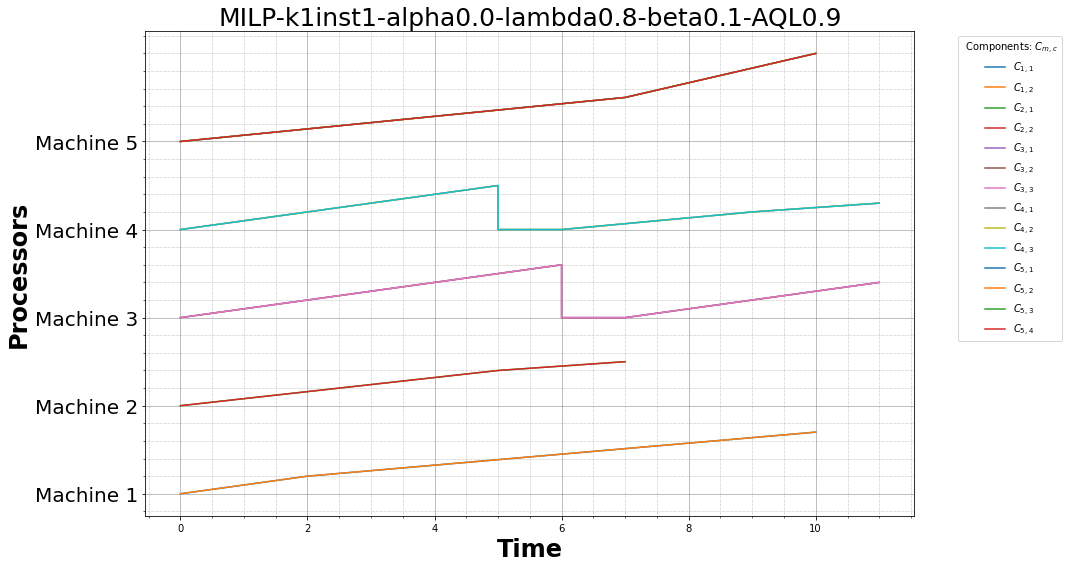 MILP-k1inst1-alpha0.0-lambda0.8-beta0.1-AQL0.9
Processors
Machine 5
Machine 4
Machine 3
Machine 2
Machine 1
0 2 4 6 8 10
Time
Components: C_{m,c}
C_{1,1}
C_{1,2}
C_{2,1}
C_{2,2}
C_{3,1}
C_{3,2}
C_{3,3}
C_{4,1}
C_{4,2}
C_{4,3}
C_{5,1}
C_{5,2}
C_{5,3}
C_{5,4}